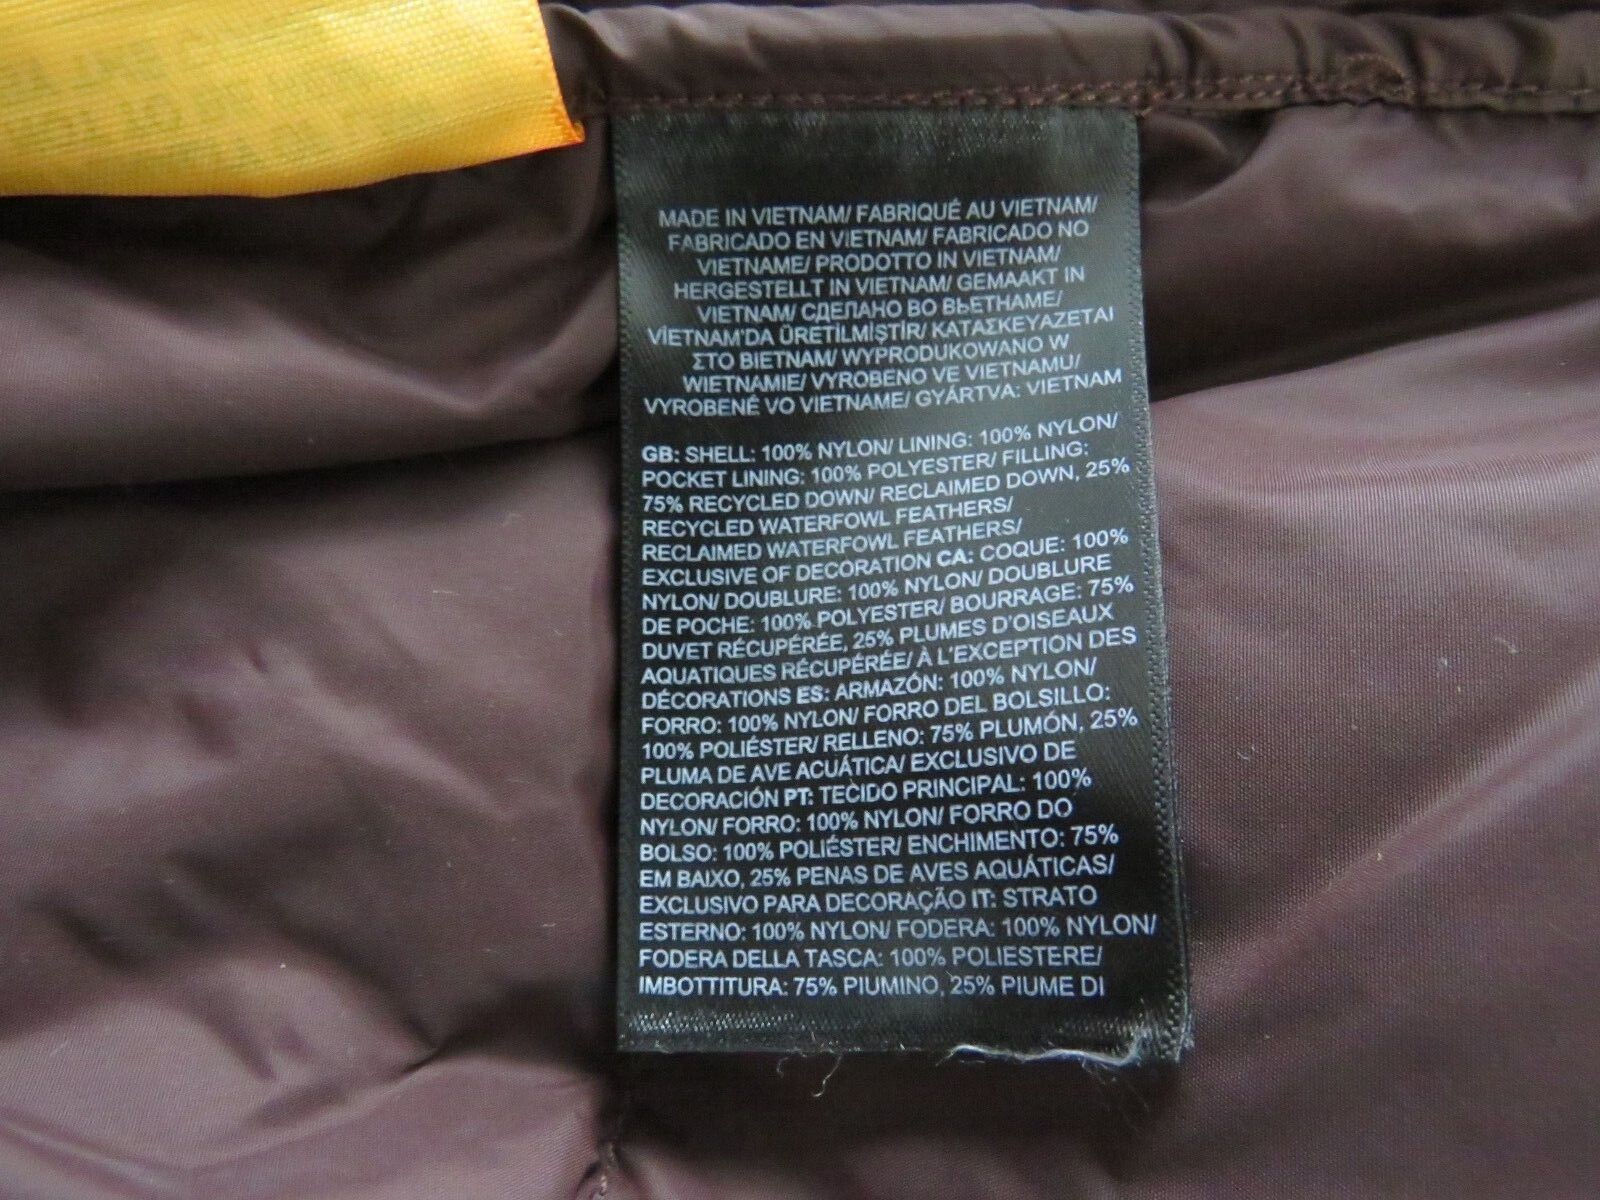 MADE IN VIETNAM/ FABRIQUÉ AU VIETNAM/
FABRICADO EN VIETNAM/ FABRICADO NO
VIETNAME/ PRODOTTO IN VIETNAM/
HERGESTELLT IN VIETNAM/ GEMAAKT IN
VIETNAM/ СДЕЛАНО ВО ВЬЕТНАМЕ/
VİETNAM'DA ÜRETİLMİŞTİR/ ΚΑΤΑΣΚΕΥΑΖΕΤΑΙ
ΣΤΟ ΒΙΕΤΝΑΜ/ WYPRODUKOWANO W
WIETNAMIE/ VYROBENO VE VIETNAMU/
VYROBENÉ VO VIETNAME/ GYÁRTVA: VIETNAM
GB: SHELL: 100% NYLON/ LINING: 100% NYLON/
POCKET LINING: 100% POLYESTER/ FILLING:
75% RECYCLED DOWN/ RECLAIMED DOWN, 25%
RECYCLED WATERFOWL FEATHERS/
RECLAIMED WATERFOWL FEATHERS/
EXCLUSIVE OF DECORATION CA: COQUE: 100%
NYLON/ DOUBLURE: 100% NYLON/ DOUBLURE
DE POCHE: 100% POLYESTER/ BOURRAGE: 75%
DUVET RÉCUPÉRÉE, 25% PLUMES D'OISEAUX
AQUATIQUES RÉCUPÉRÉE/ À L'EXCEPTION DES
DÉCORATIONS ES: ARMAZÓN: 100% NYLON/
FORRO: 100% NYLON/ FORRO DEL BOLSILLO:
100% POLIÉSTER/ RELLENO: 75% PLUMÓN, 25%
PLUMA DE AVE ACUÁTICA/ EXCLUSIVO DE
DECORACIÓN PT: TECIDO PRINCIPAL: 100%
NYLON/ FORRO: 100% NYLON/ FORRO DO
BOLSO: 100% POLIÉSTER/ ENCHIMENTO: 75%
EM BAIXO, 25% PENAS DE AVES AQUÁTICAS/
EXCLUSIVO PARA DECORAÇÃO IT: STRATO
ESTERNO: 100% NYLON/ FODERA: 100% NYLON/
FODERA DELLA TASCA: 100% POLIESTERE/
IMBOTTITURA: 75% PIUMINO, 25% PIUME DI